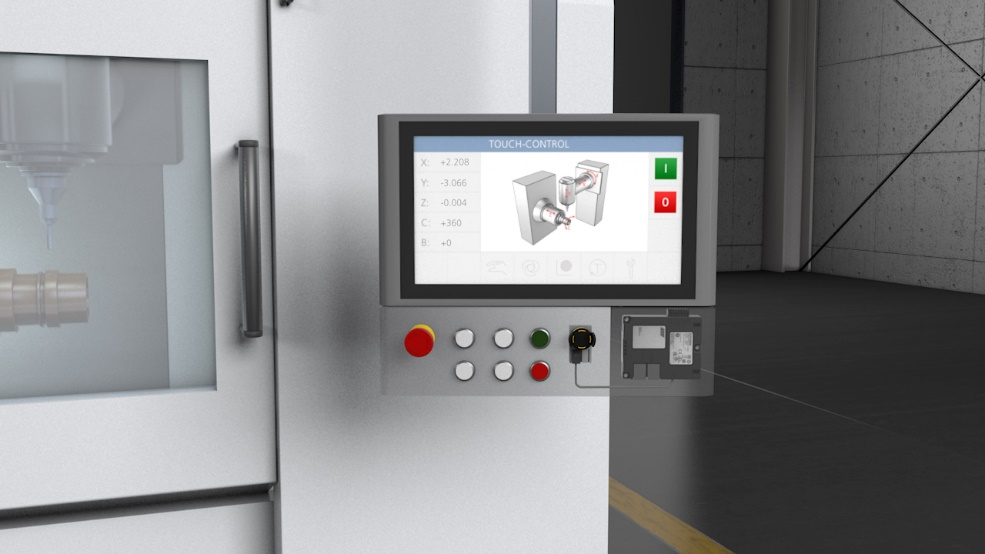 TOUCH-CONTROL
X: +2.208
Y: -3.066
Z: -0.004
C: +360
B: +0
I
0